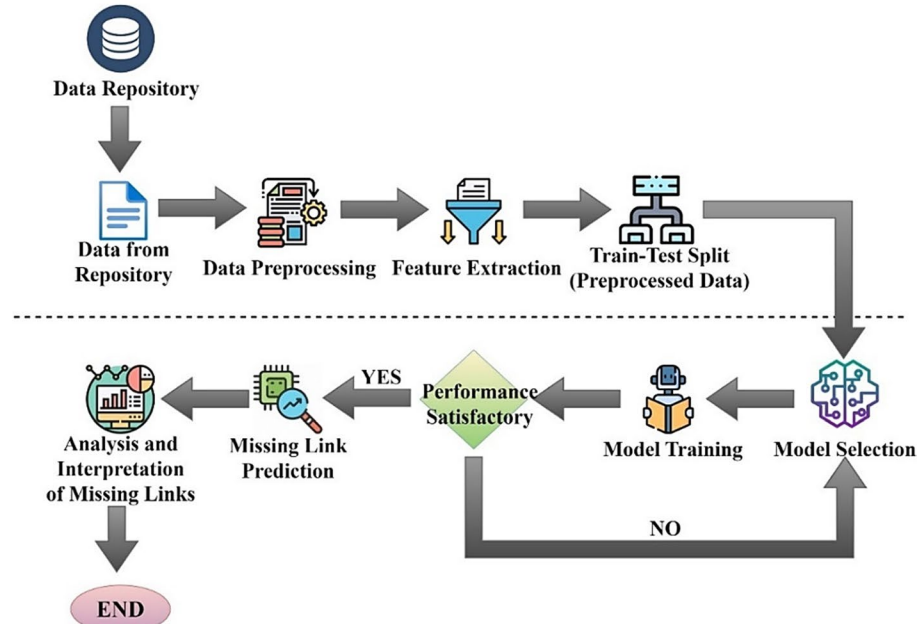 Data Repository
Data from
Repository
Data Preprocessing
Feature Extraction
Train-Test Split
(Preprocessed Data)
Model Selection
Model Training
Performance
Satisfactory
YES
NO
Missing Link
Prediction
Analysis and
Interpretation
of Missing Links
END